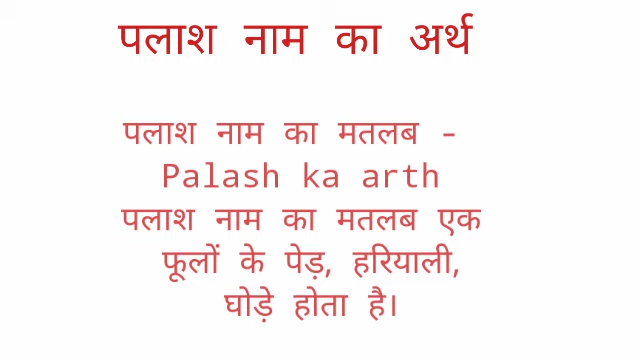 पलाश नाम का अर्थ
पलाश नाम का मतलब -
Palash ka arth
पलाश नाम का मतलब एक
फूलों के पेड़, हरियाली,
घोड़े होता है।